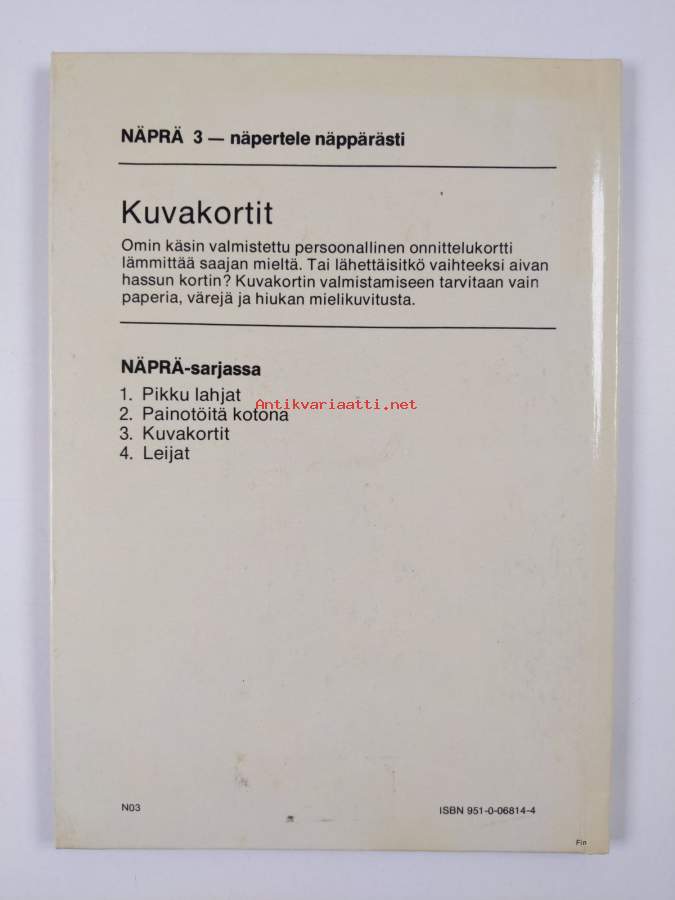 NÄPRÄ 3 — näpertele näppärästi
Kuvakortit
Omin käsin valmistettu persoonallinen onnittelukortti
lämmittää saajan mieltä. Tai lähettäisitkö vaihteeksi aivan
hassun kortin? Kuvakortin valmistamiseen tarvitaan vain
paperia, värejä ja hiukan mielikuvitusta.
NÄPRÄ-sarjassa
1. Pikku lahjat
2. Painotöitä kotona
3. Kuvakortit
4. Leijat
Antikvariaatti.net
N03
ISBN 951-0-06814-4
Fin